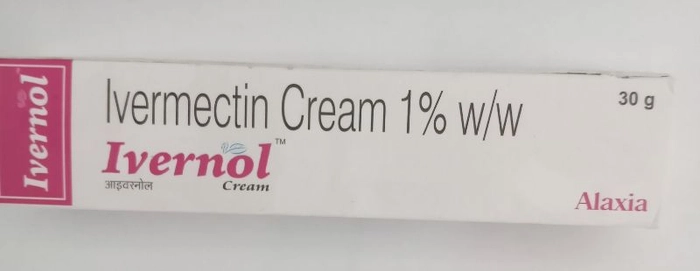 Ivernol
Ivermectin Cream 1% w/w
30 g
Ivernol™
आइवरनोल
Cream
Alaxia